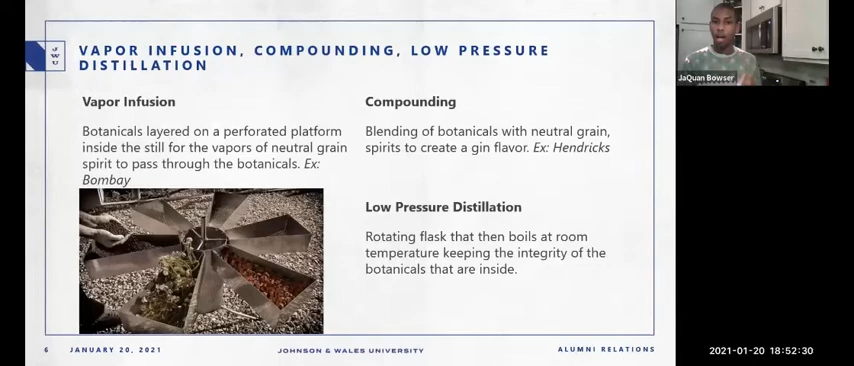 J
W
U
VAPOR INFUSION, COMPOUNDING, LOW PRESSURE
DISTILLATION
Vapor Infusion
Botanicals layered on a perforated platform
inside the still for the vapors of neutral grain
spirit to pass through the botanicals. Ex:
Bombay
Compounding
Blending of botanicals with neutral grain,
spirits to create a gin flavor. Ex: Hendricks
Low Pressure Distillation
Rotating flask that then boils at room
temperature keeping the integrity of the
botanicals that are inside.
6 JANUARY 20, 2021 JOHNSON & WALES UNIVERSITY ALUMNI RELATIONS
JaQuan Bowser
2021-01-20 18:52:30